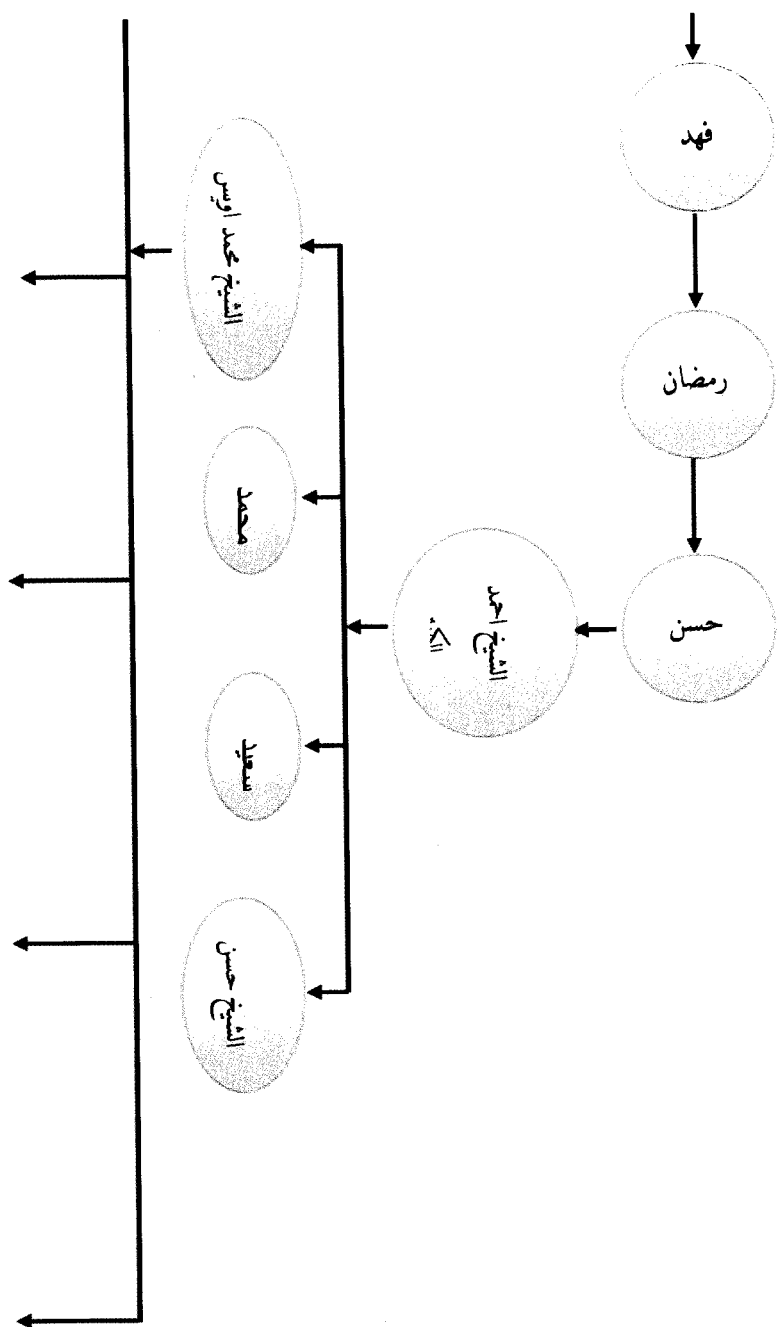 فهد
رمضان
حسن
الشيخ احمد
الشيخ محمد اويس
محمد
سعيد
الشيخ حسن